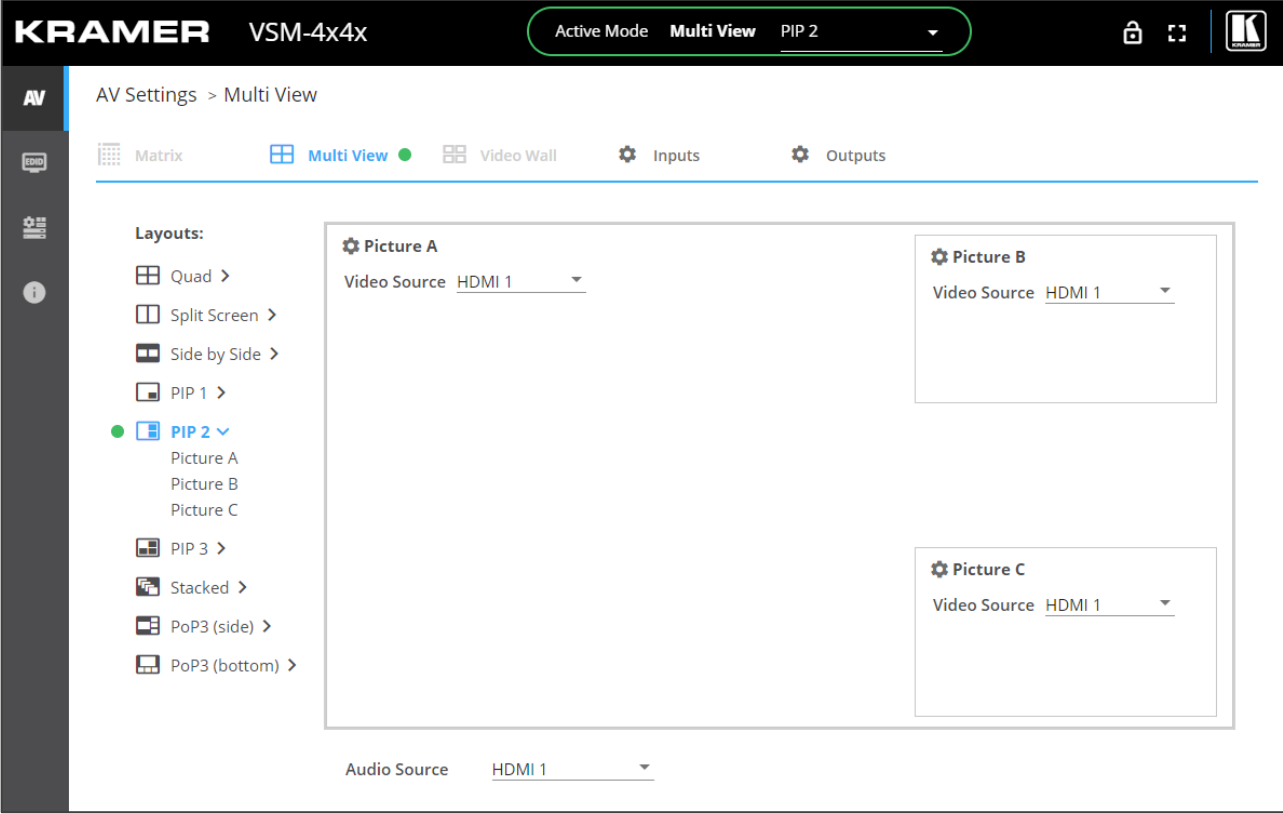 KRAMER VSM-4x4x Active Mode Multi View PIP 2
KRAMER
AV AV Settings > Multi View
EDID
Matrix Multi View Video Wall Inputs Outputs
Layouts:
Quad
Split Screen
Side by Side
PIP 1
PIP 2
Picture A
Picture B
Picture C
PIP 3
Stacked
PoP3 (side)
PoP3 (bottom)
Picture A
Video Source HDMI 1
Picture B
Video Source HDMI 1
Picture C
Video Source HDMI 1
Audio Source HDMI 1